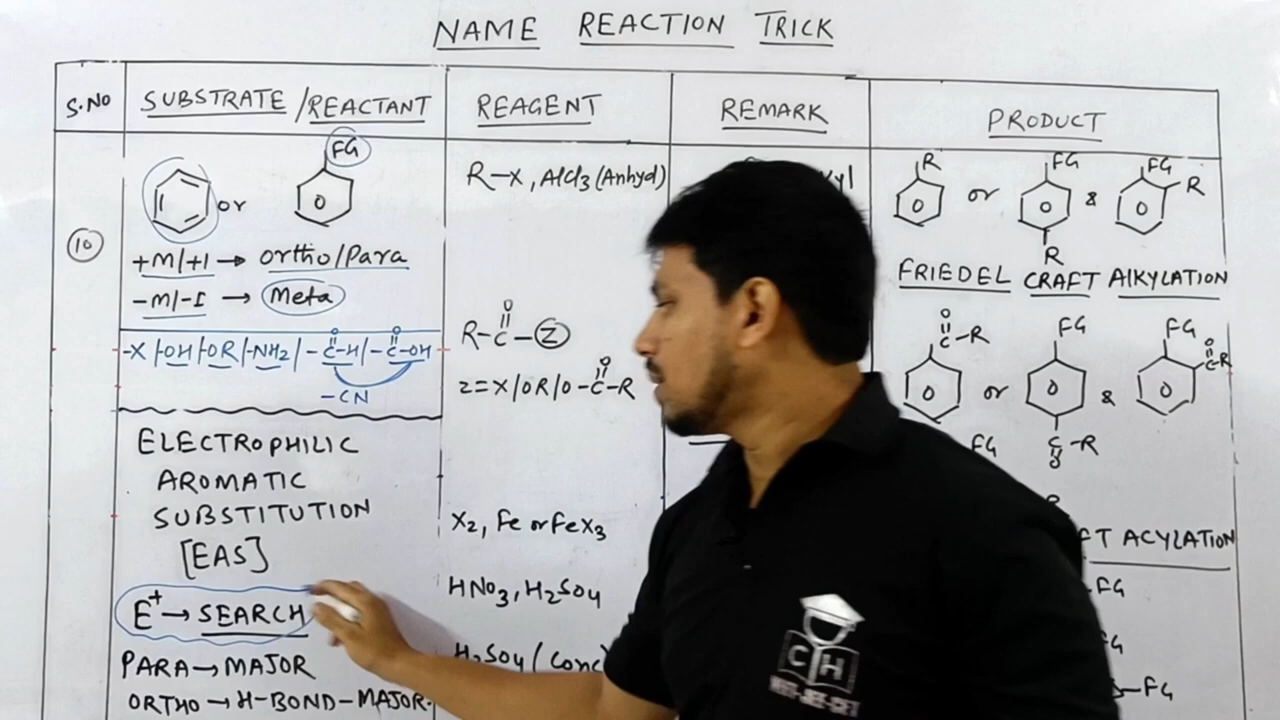 NAME REACTION TRICK
S.NO SUBSTRATE/REACTANT REAGENT REMARK PRODUCT
10
or
FG
+M/+I → ortho/Para
-M/-I → Meta
-X/-OH/-OR/-NH2/-C-H/-C-OH
O O
-CN
ELECTROPHILIC
AROMATIC
SUBSTITUTION
[EAS]
E+ → SEARCH
PARA → MAJOR
ORTHO → H-BOND-MAJOR.
R-X, AlCl3 (Anhyd)
O
R-C-Z
O
Z=X/OR/O-C-R
X2, Fe or FeX3
HNO3, H2SO4
H2SO4/(Conc)
R or FG & FG R
R
FRIEDEL CRAFT AlKYLATION
O
C-R FG FG
O
C-R
or &
C-R
O
FG
FT ACYLATION
FG
-FG
C H